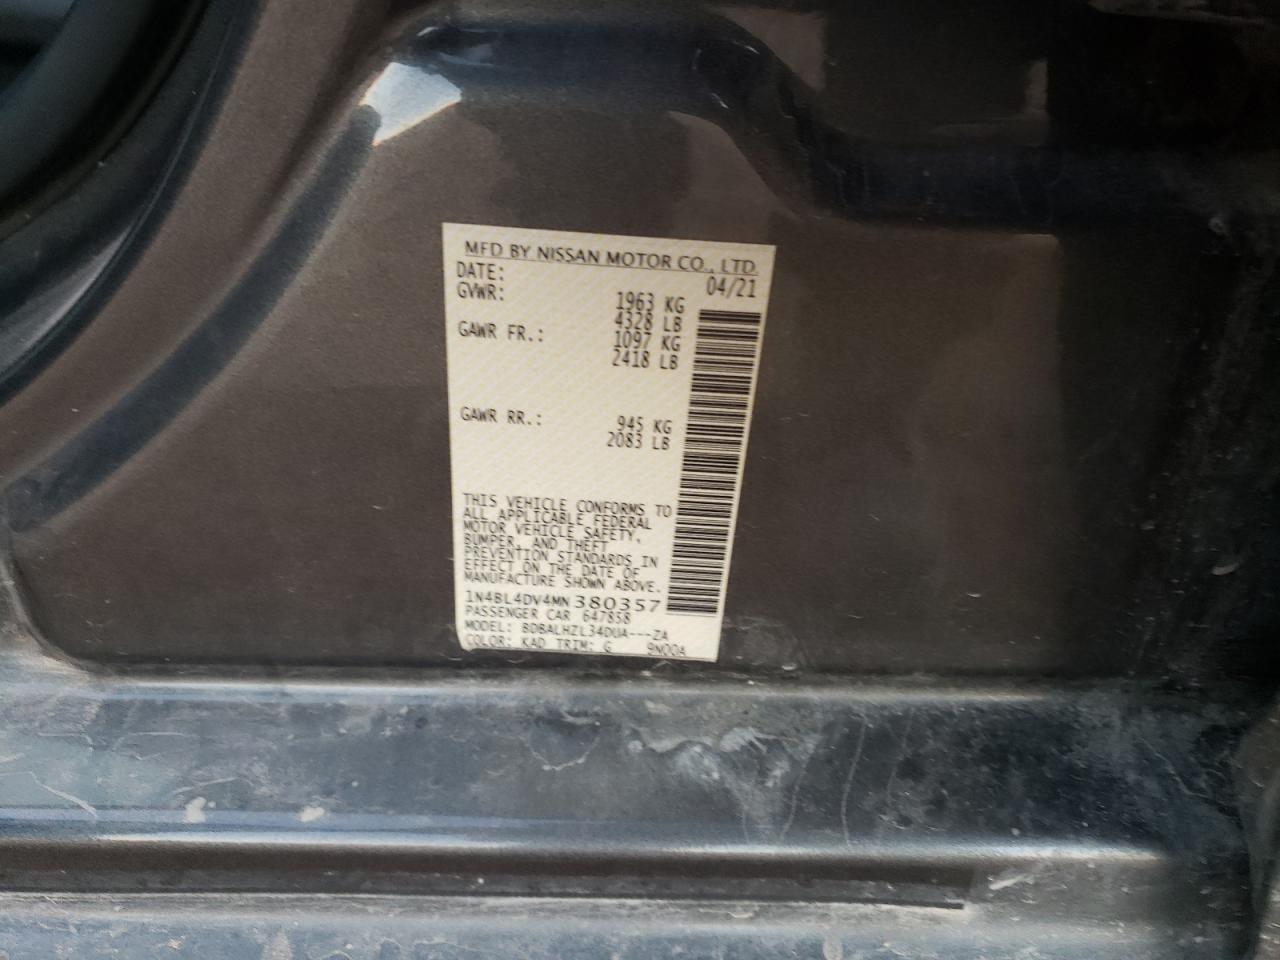 MFD BY NISSAN MOTOR CO., LTD.
DATE: 04/21
GVWR: 1963 KG
4328 LB
GAWR FR.: 1097 KG
2418 LB
GAWR RR.: 945 KG
2083 LB
THIS VEHICLE CONFORMS TO
ALL APPLICABLE FEDERAL
MOTOR VEHICLE SAFETY,
BUMPER, AND THEFT
PREVENTION STANDARDS IN
EFFECT ON THE DATE OF
MANUFACTURE SHOWN ABOVE.
1N4BL4DV4MN380357
PASSENGER CAR 647858
MODEL: BDBALHZL34DUA---ZA
COLOR: KAD TRIM: G 9N00A